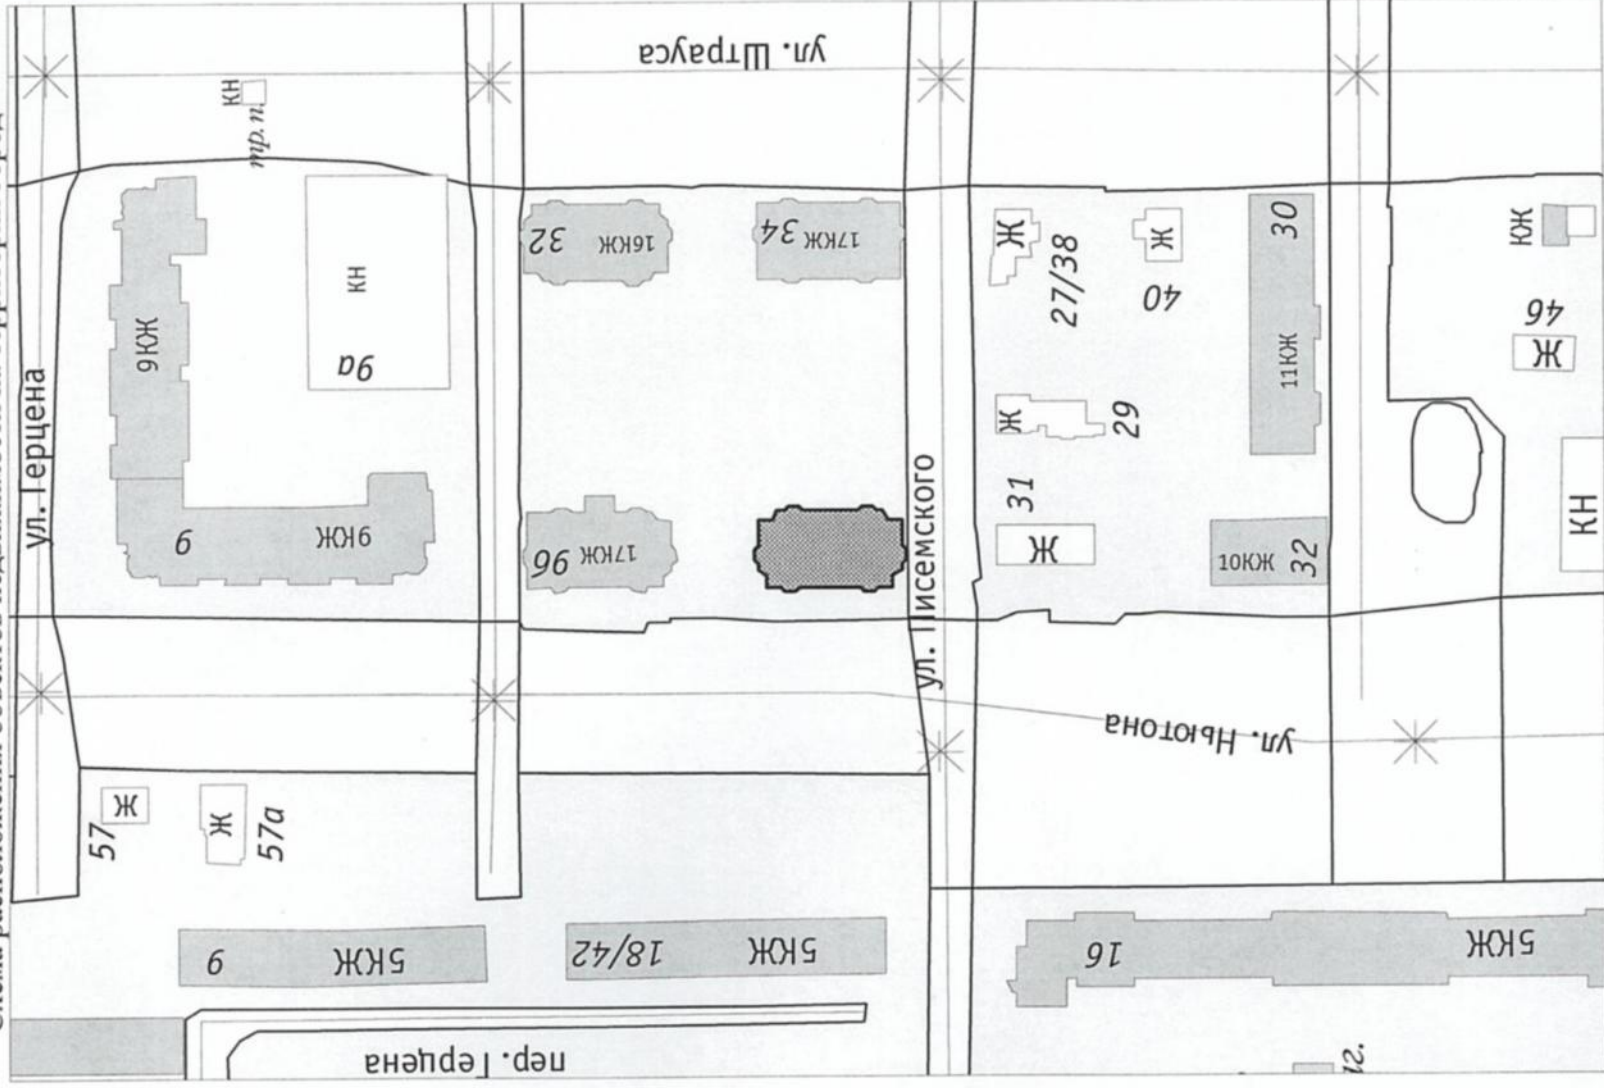 ул. Штрауса
кн
тр.п.
ул. Герцена
9КЖ
кн
9а
9
9КЖ
32
16КЖ
34
17КЖ
9б
17КЖ
ул. Писемского
Ж
27/38
Ж
40
30
11КЖ
Ж
29
31
Ж
10КЖ
32
КЖ
46
Ж
КН
ул. Ньютона
57
Ж
Ж
57а
9
5КЖ
18/42
5КЖ
16
5КЖ
пер. Герцена